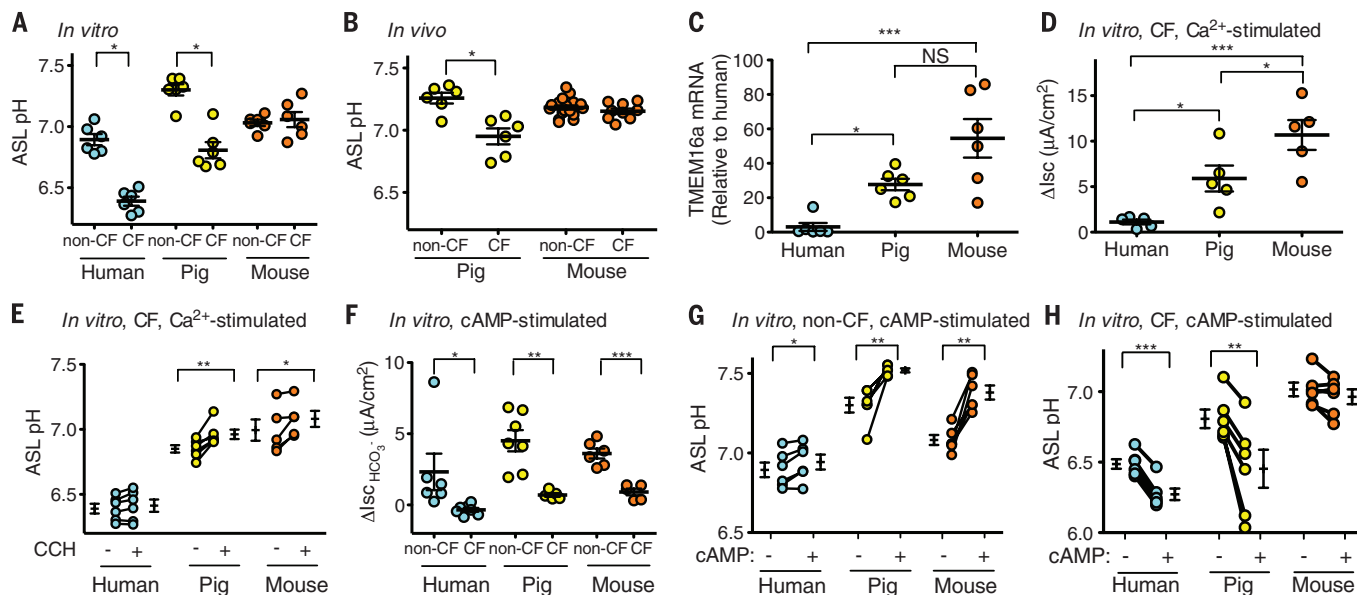 A In vitro
*
*
7.5
7.0
6.5
ASL pH
non-CF CF non-CF CF non-CF CF
Human Pig Mouse
B In vivo
*
7.5
7.0
6.5
ASL pH
non-CF CF non-CF CF
Pig Mouse
C
***
NS
*
100
80
60
40
20
0
TMEM16a mRNA
(Relative to human)
Human Pig Mouse
D In vitro, CF, Ca²⁺-stimulated
***
*
*
15
10
5
0
ΔIsc (µA/cm²)
Human Pig Mouse
E In vitro, CF, Ca²⁺-stimulated
**
*
7.5
7.0
6.5
ASL pH
CCH - + - + - +
Human Pig Mouse
F In vitro, cAMP-stimulated
*
**
***
10
5
0
ΔIsc HCO₃⁻ (µA/cm²)
non-CF CF non-CF CF non-CF CF
Human Pig Mouse
G In vitro, non-CF, cAMP-stimulated
*
**
**
7.5
7.0
6.5
ASL pH
cAMP: - + - + - +
Human Pig Mouse
H In vitro, CF, cAMP-stimulated
***
**
7.0
6.5
6.0
ASL pH
cAMP: - + - + - +
Human Pig Mouse